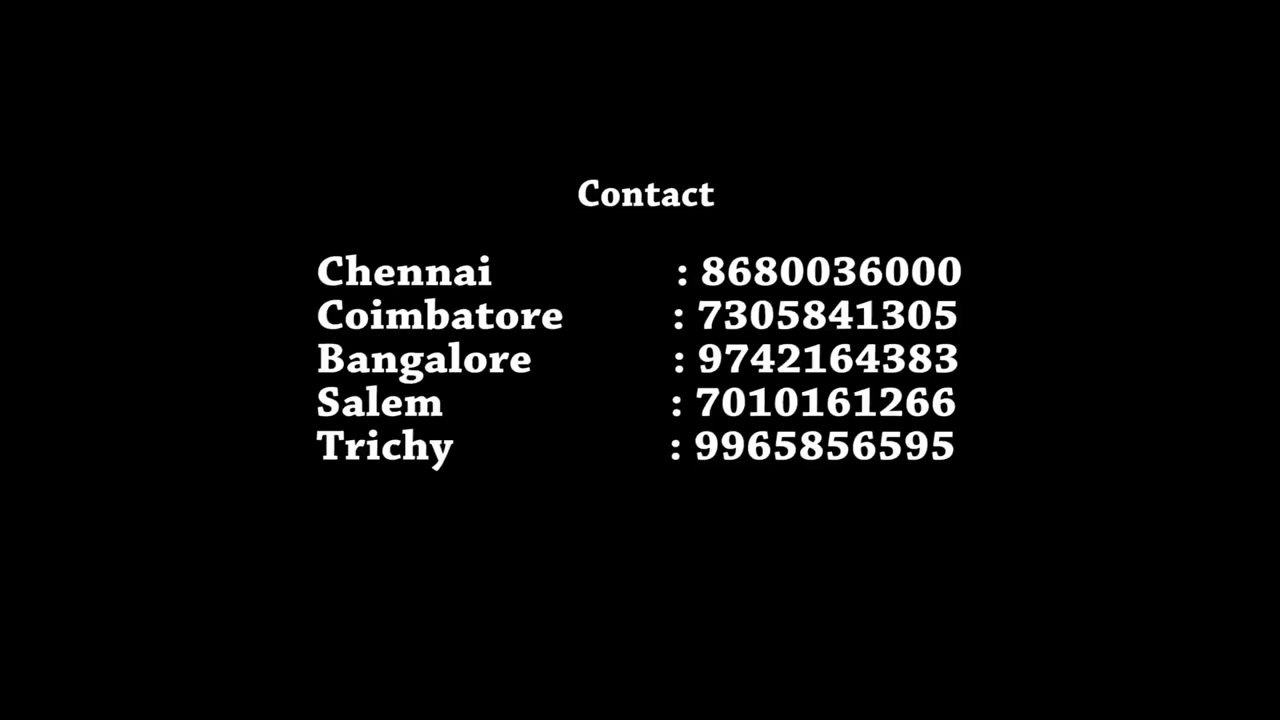 Contact
Chennai : 8680036000
Coimbatore : 7305841305
Bangalore : 9742164383
Salem : 7010161266
Trichy : 9965856595